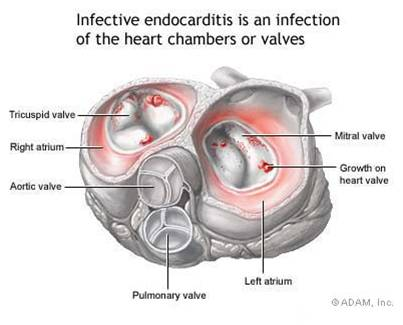 Infective endocarditis is an infection
of the heart chambers or valves
Tricuspid valve
Right atrium
Aortic valve
Mitral valve
Growth on
heart valve
Left atrium
Pulmonary valve
©ADAM, Inc.